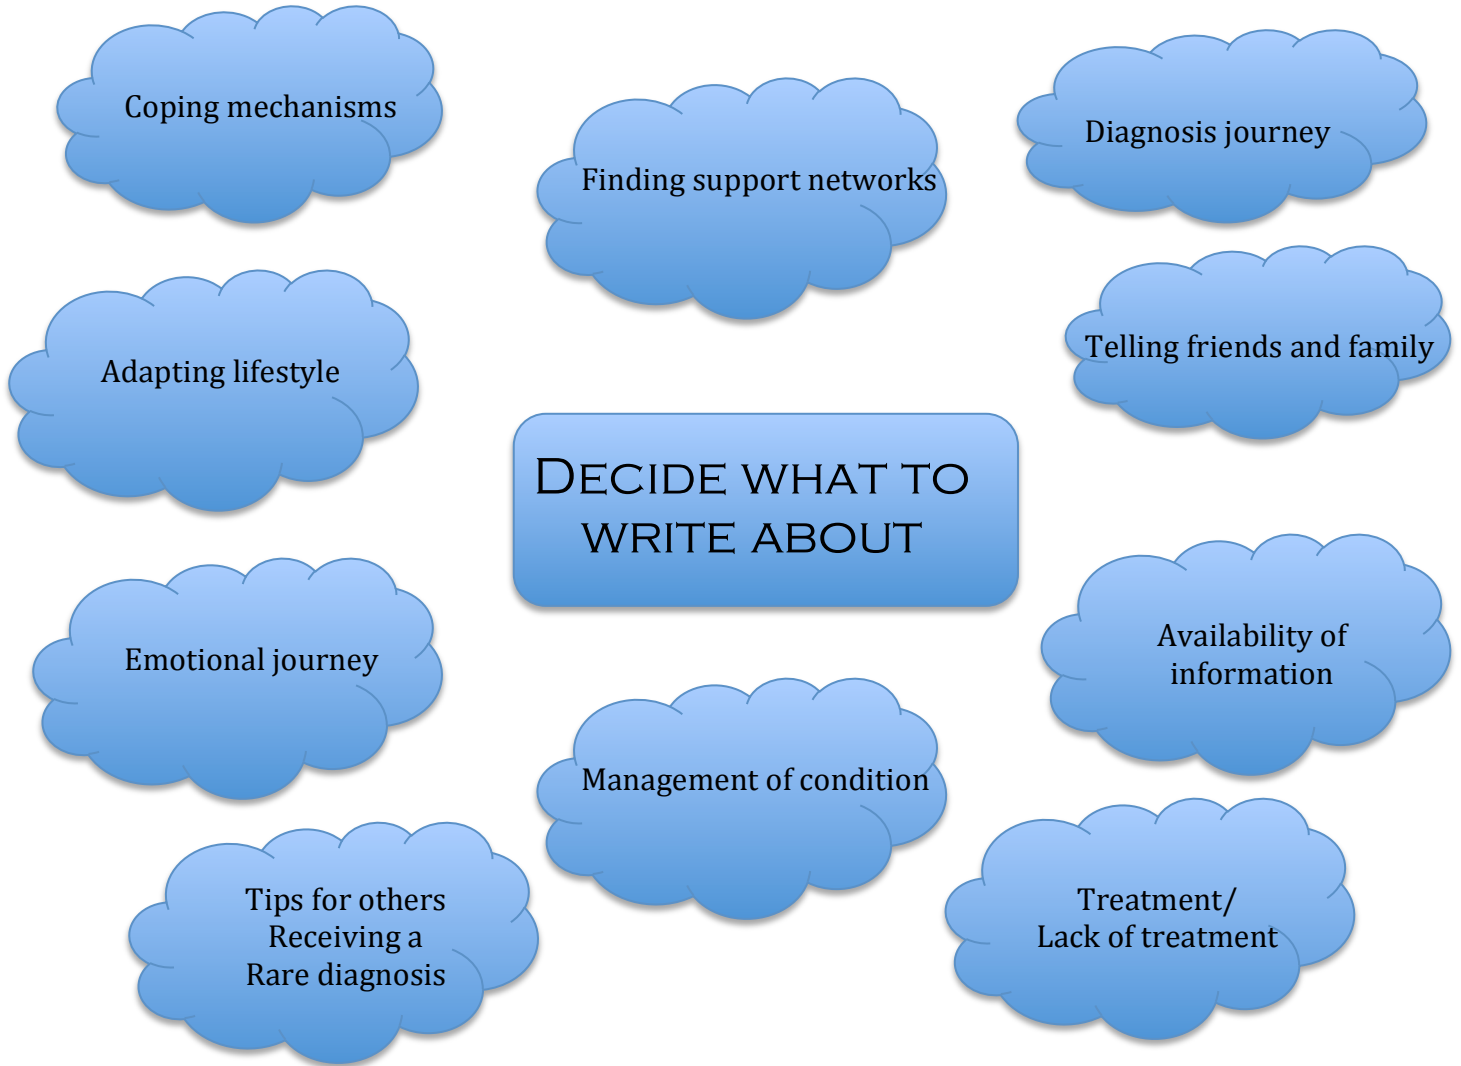 Coping mechanisms
Finding support networks
Diagnosis journey
Adapting lifestyle
Telling friends and family
DECIDE WHAT TO
WRITE ABOUT
Emotional journey
Availability of
information
Management of condition
Tips for others
Receiving a
Rare diagnosis
Treatment/
Lack of treatment